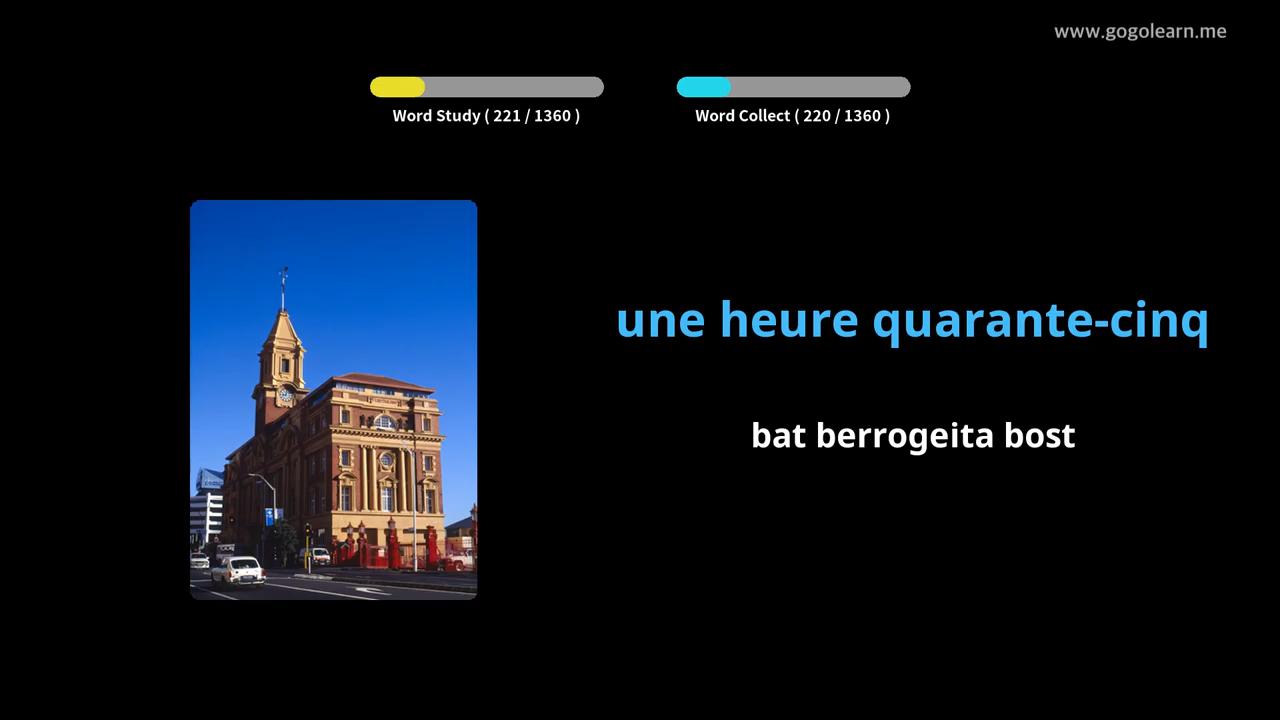 www.gogolearn.me
Word Study ( 221 / 1360 )
Word Collect ( 220 / 1360 )
une heure quarante-cinq
bat berrogeita bost